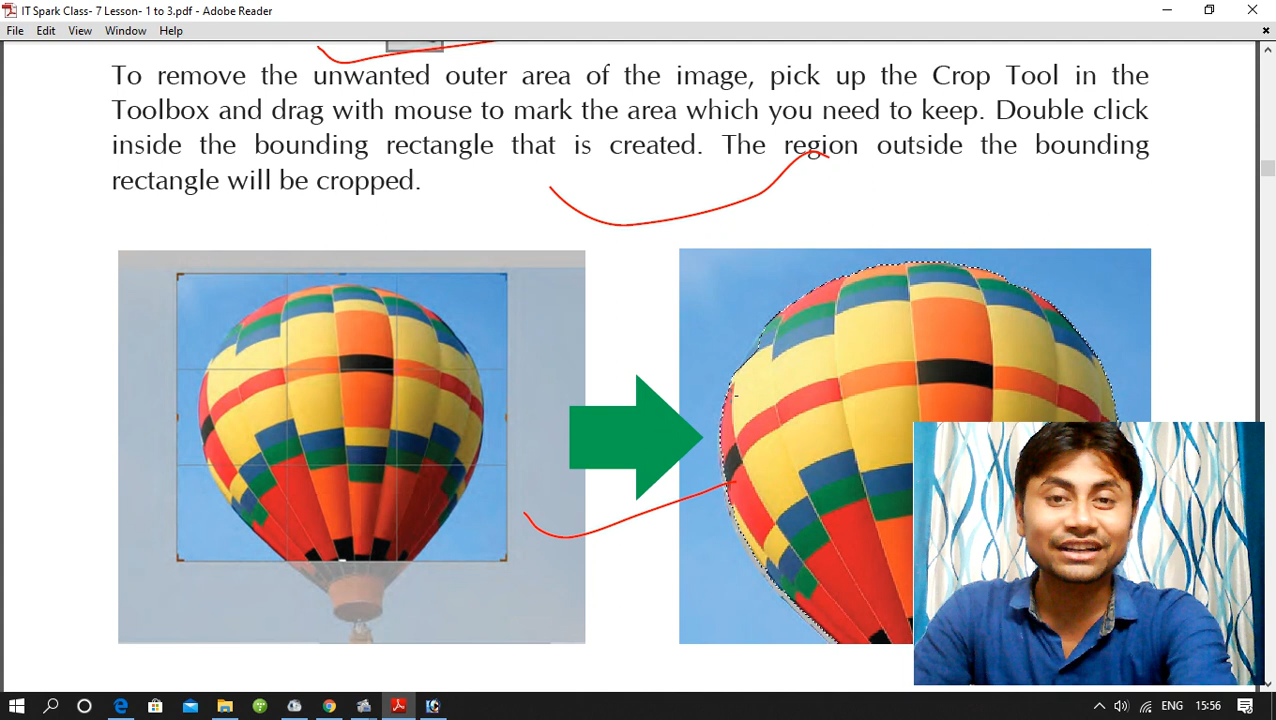 IT Spark Class- 7 Lesson- 1 to 3.pdf - Adobe Reader
File Edit View Window Help
To remove the unwanted outer area of the image, pick up the Crop Tool in the
Toolbox and drag with mouse to mark the area which you need to keep. Double click
inside the bounding rectangle that is created. The region outside the bounding
rectangle will be cropped.
ENG 15:56